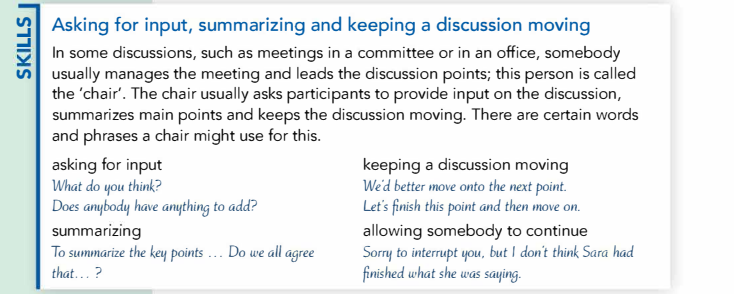 SKILLS
Asking for input, summarizing and keeping a discussion moving
In some discussions, such as meetings in a committee or in an office, somebody
usually manages the meeting and leads the discussion points; this person is called
the 'chair'. The chair usually asks participants to provide input on the discussion,
summarizes main points and keeps the discussion moving. There are certain words
and phrases a chair might use for this.
asking for input
What do you think?
Does anybody have anything to add?
summarizing
To summarize the key points ... Do we all agree
that... ?
keeping a discussion moving
We'd better move onto the next point.
Let's finish this point and then move on.
allowing somebody to continue
Sorry to interrupt you, but I don't think Sara had
finished what she was saying.